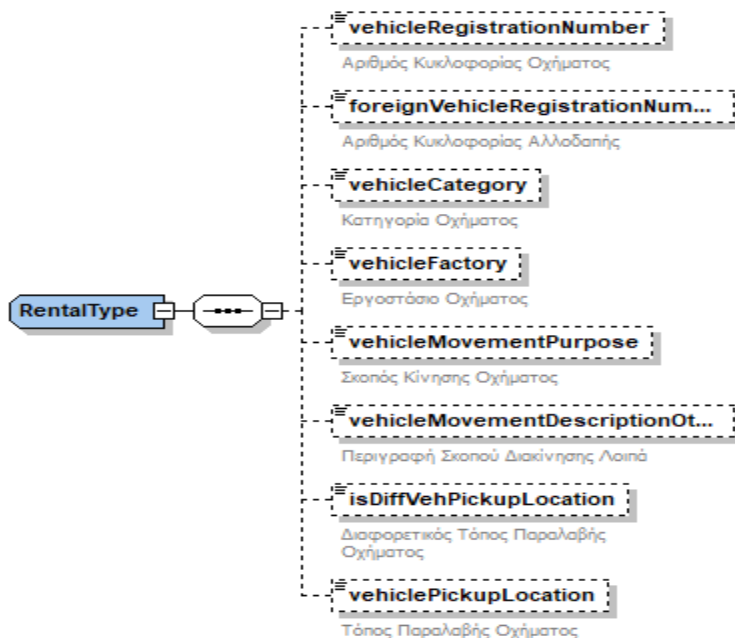 vehicleRegistrationNumber
Αριθμός Κυκλοφορίας Οχήματος
foreignVehicleRegistrationNum...
Αριθμός Κυκλοφορίας Αλλοδαπής
vehicleCategory
Κατηγορία Οχήματος
vehicleFactory
Εργοστάσιο Οχήματος
RentalType
vehicleMovementPurpose
Σκοπός Κίνησης Οχήματος
vehicleMovementDescriptionOt...
Περιγραφή Σκοπού Διακίνησης Λοιπά
isDiffVehPickupLocation
Διαφορετικός Τόπος Παραλαβής
Οχήματος
vehiclePickupLocation
Τόπος Παραλαβής Οχήματος